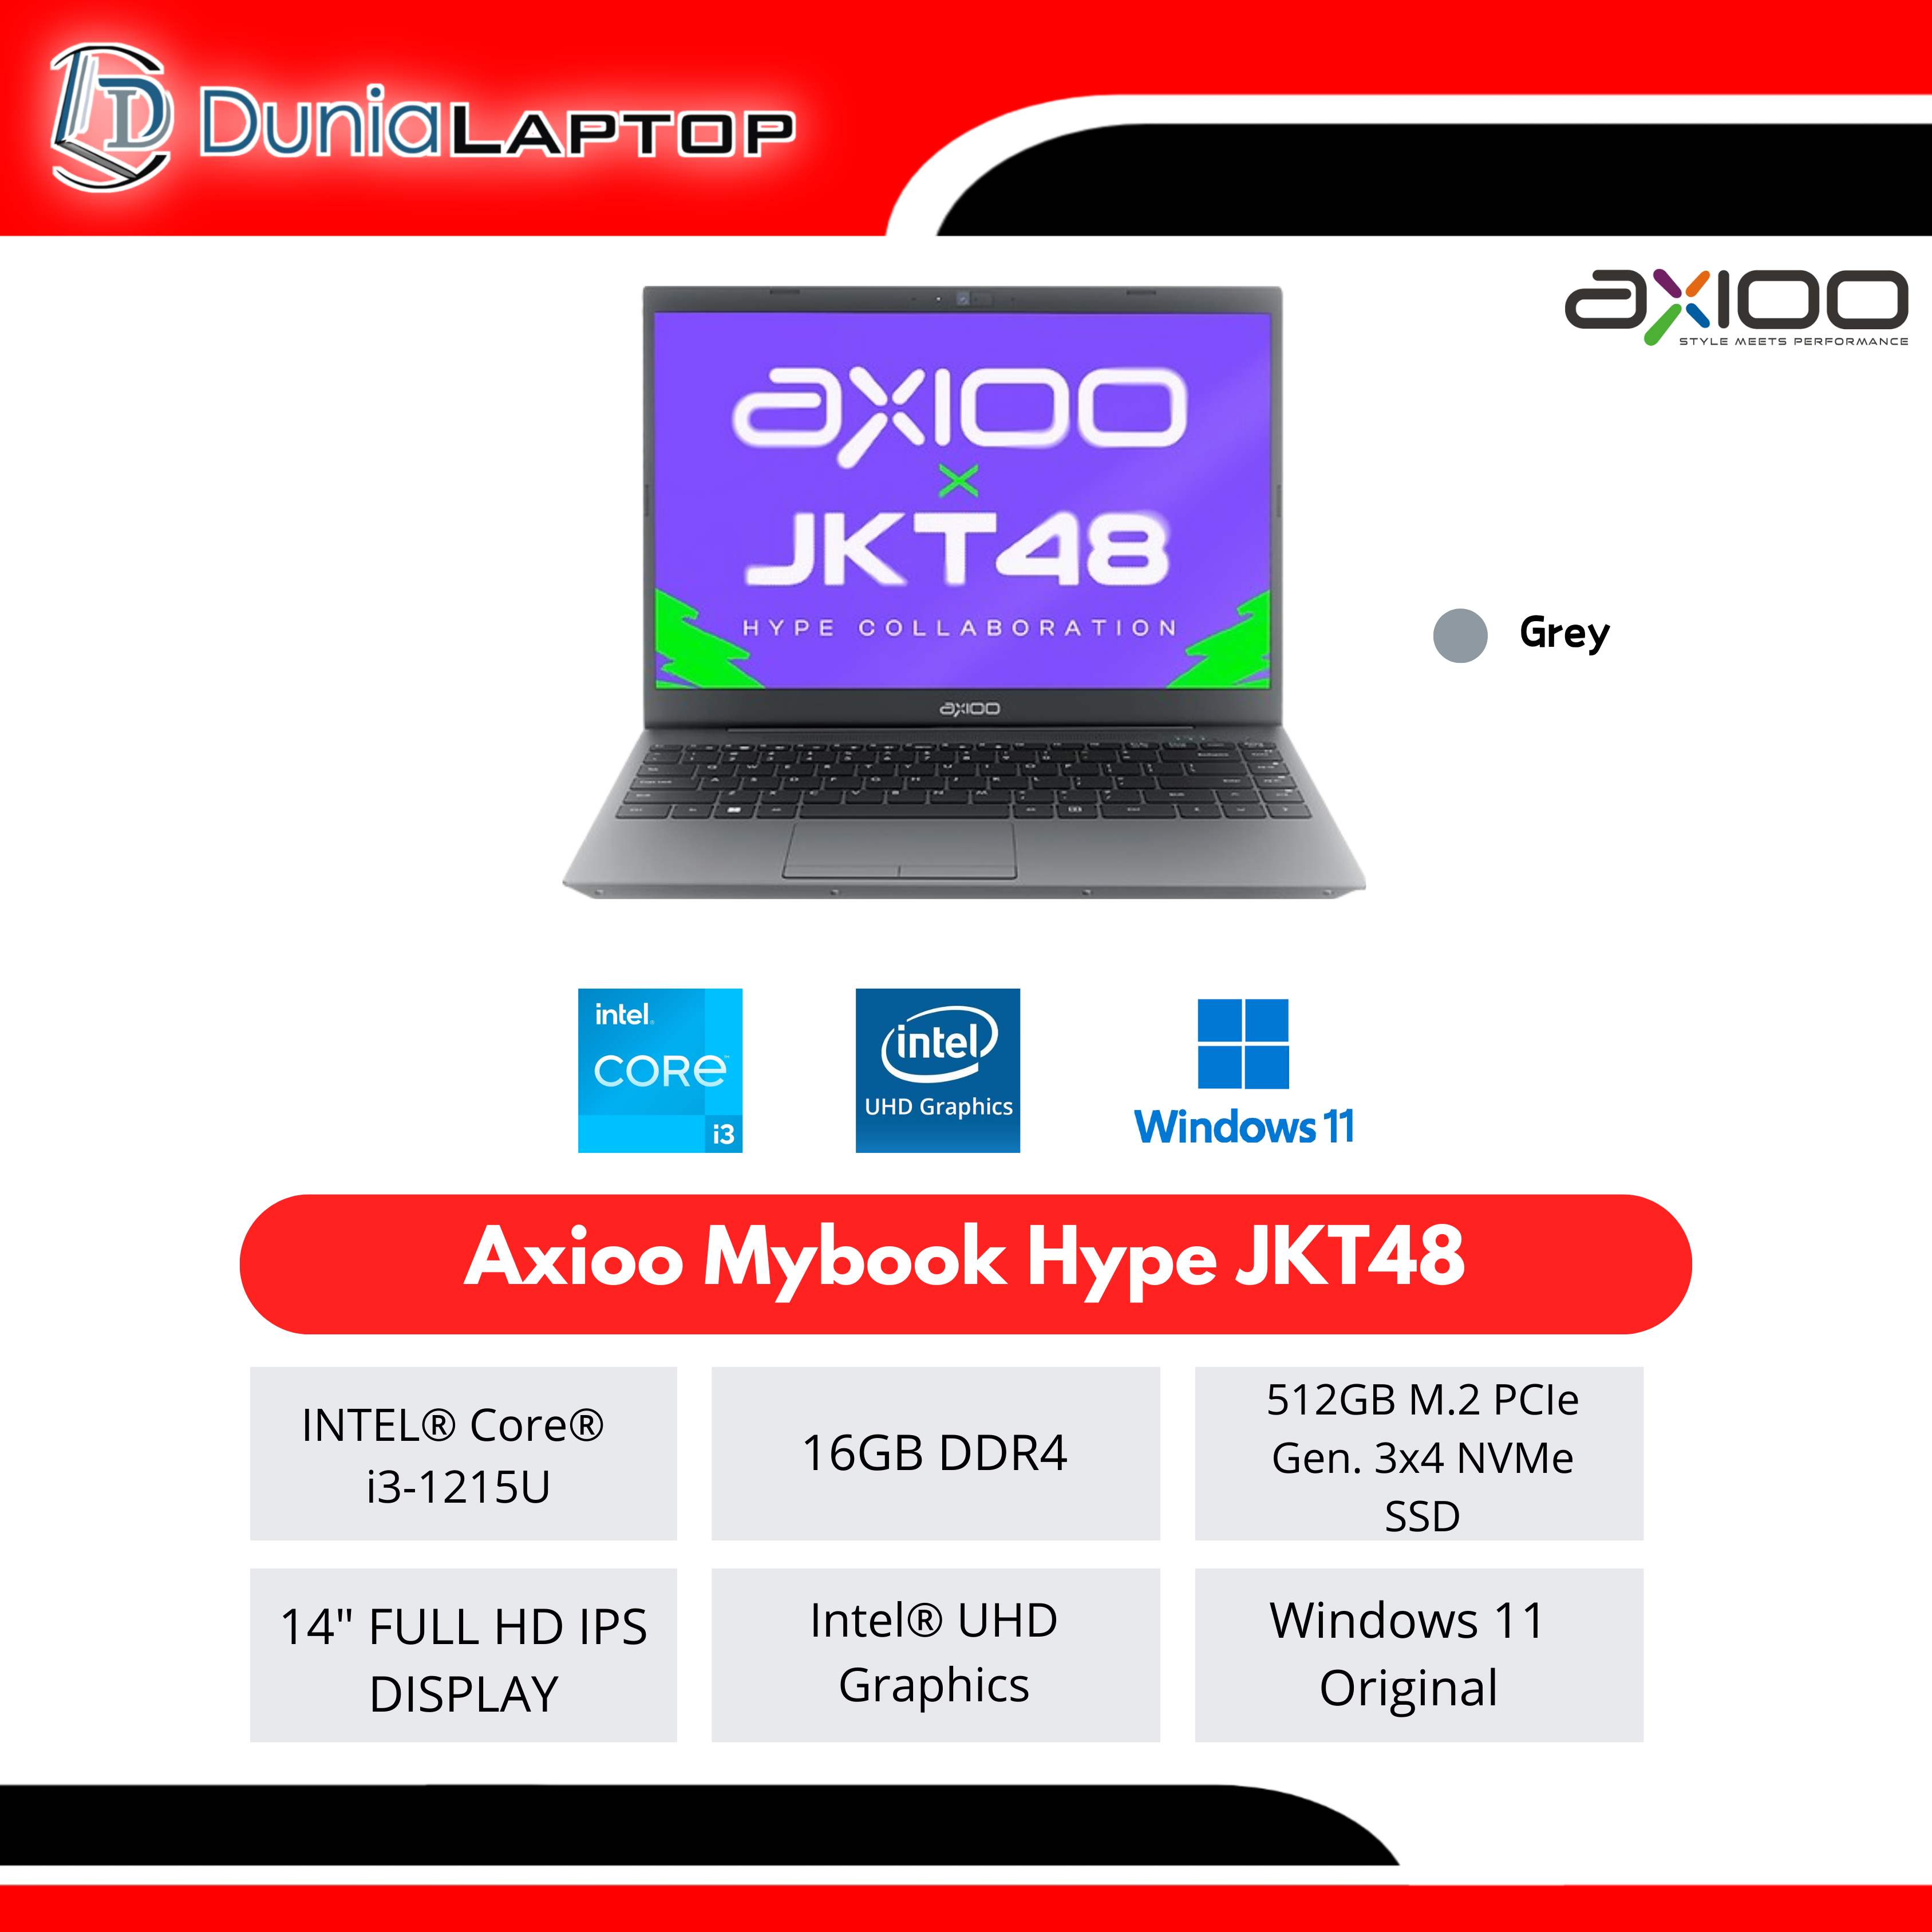 DuniaLAPTOP
axioo
STYLE MEETS PERFORMANCE
axioo
X
JKT48
HYPE COLLABORATION
Grey
axioo
intel.
CORE™
i3
intel
UHD Graphics
Windows 11
Axioo Mybook Hype JKT48
INTEL® Core®
i3-1215U
16GB DDR4
512GB M.2 PCIe
Gen. 3x4 NVMe
SSD
14" FULL HD IPS
DISPLAY
Intel® UHD
Graphics
Windows 11
Original